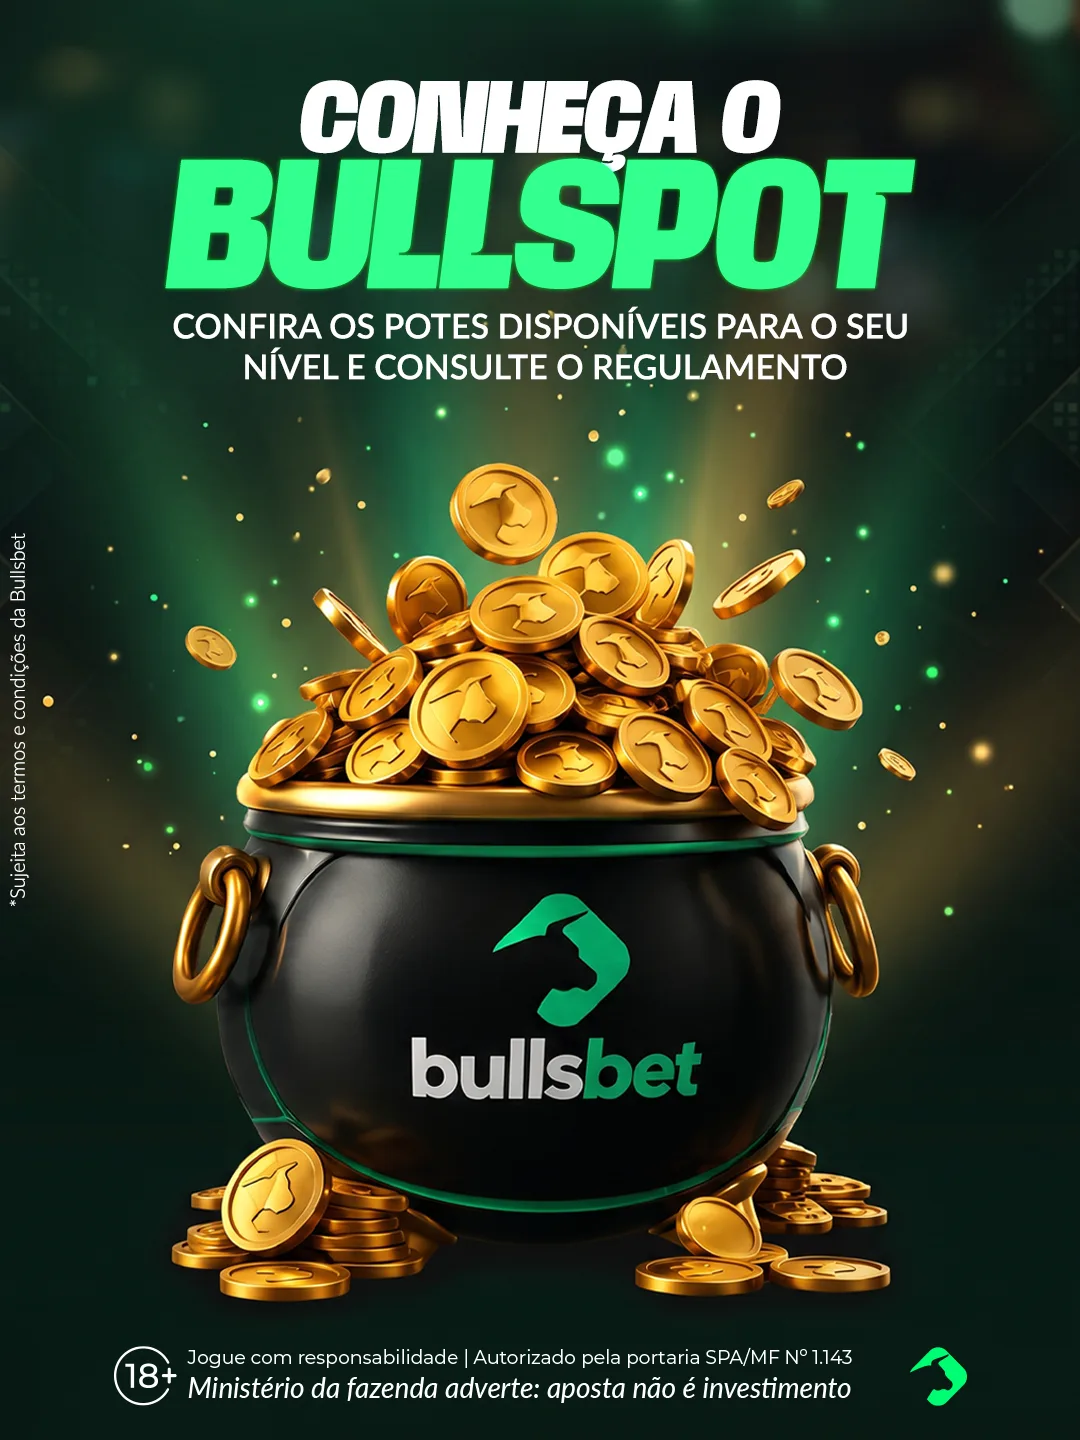 CONHEÇA O
BULLSPOT
CONFIRA OS POTES DISPONÍVEIS PARA O SEU
NÍVEL E CONSULTE O REGULAMENTO
*Sujeita aos termos e condições da Bullsbet
bullsbet
18+
Jogue com responsabilidade | Autorizado pela portaria SPA/MF Nº 1.143
Ministério da fazenda adverte: aposta não é investimento